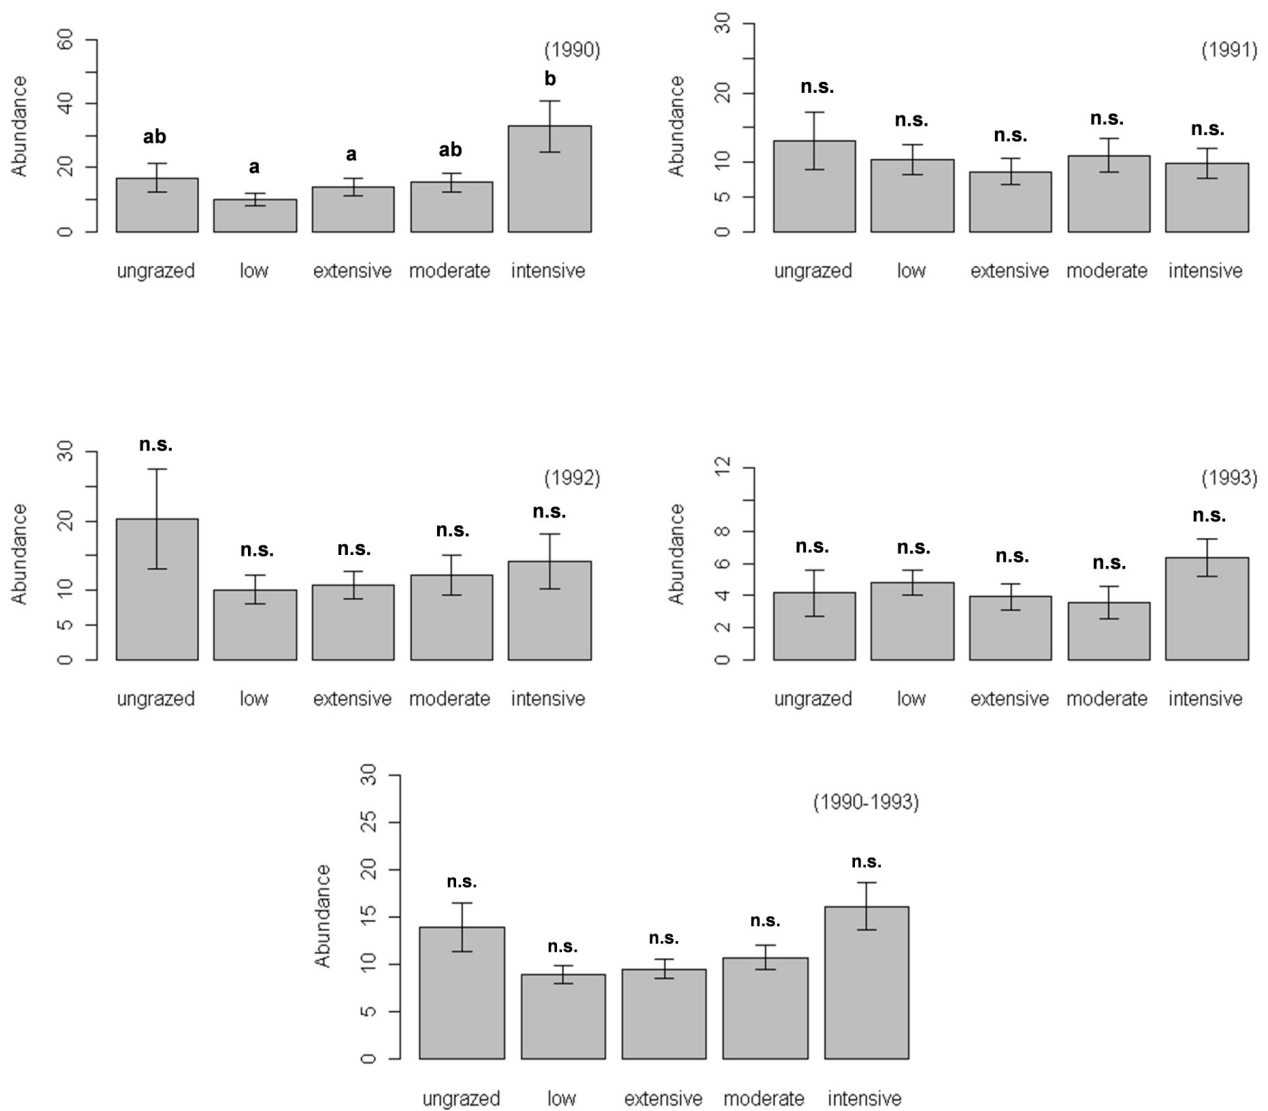 (1990)
Abundance
60
40
20
0
ab
a
a
ab
b
ungrazed low extensive moderate intensive
(1991)
Abundance
30
20
10
5
0
n.s.
n.s.
n.s.
n.s.
n.s.
ungrazed low extensive moderate intensive
(1992)
Abundance
30
20
10
5
0
n.s.
n.s.
n.s.
n.s.
n.s.
ungrazed low extensive moderate intensive
(1993)
Abundance
12
8
6
4
2
0
n.s.
n.s.
n.s.
n.s.
n.s.
ungrazed low extensive moderate intensive
(1990-1993)
Abundance
30
25
20
15
10
5
0
n.s.
n.s.
n.s.
n.s.
n.s.
ungrazed low extensive moderate intensive